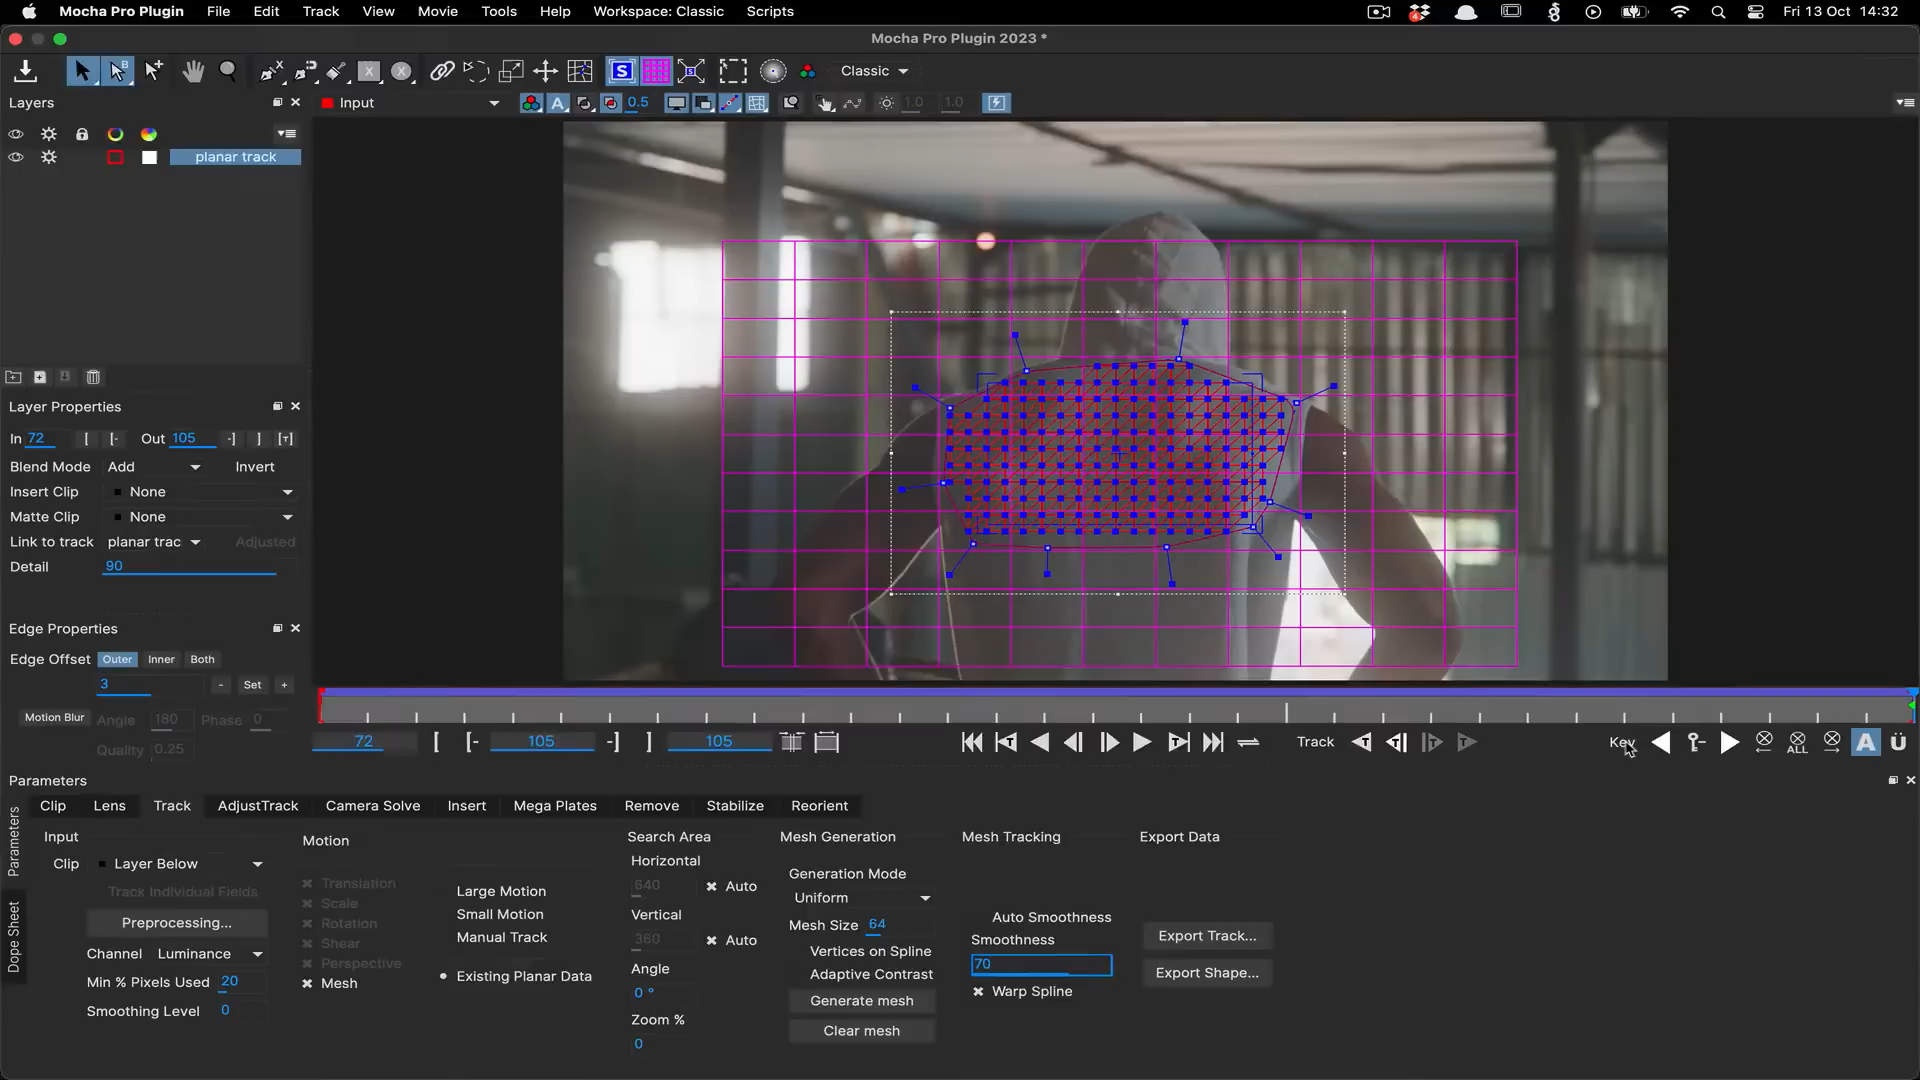 Mocha Pro Plugin File Edit Track View Movie Tools Help Workspace: Classic Scripts Fri 13 Oct 14:32
Mocha Pro Plugin 2023 *
S Classic
Layers Input A 0.5 1.0 1.0
planar track
Layer Properties
In 72 Out 105
Blend Mode Add Invert
Insert Clip None
Matte Clip None
Link to track planar trac Adjusted
Detail 90
Edge Properties
Edge Offset Outer Inner Both
3 - Set +
Motion Blur Angle 180 Phase 0
Quality 0.25
72 105 105 Track Key ALL A Ü
Parameters
Clip Lens Track AdjustTrack Camera Solve Insert Mega Plates Remove Stabilize Reorient
Parameters
Dope Sheet
Input
Clip Layer Below
Track Individual Fields
Preprocessing...
Channel Luminance
Min % Pixels Used 20
Smoothing Level 0
Motion
Translation
Scale
Rotation
Shear
Perspective
Mesh
Large Motion
Small Motion
Manual Track
Existing Planar Data
Search Area
Horizontal
640 Auto
Vertical
360 Auto
Angle
0 °
Zoom %
0
Mesh Generation
Generation Mode
Uniform
Mesh Size 64
Vertices on Spline
Adaptive Contrast
Generate mesh
Clear mesh
Mesh Tracking
Auto Smoothness
Smoothness
70
Warp Spline
Export Data
Export Track...
Export Shape...